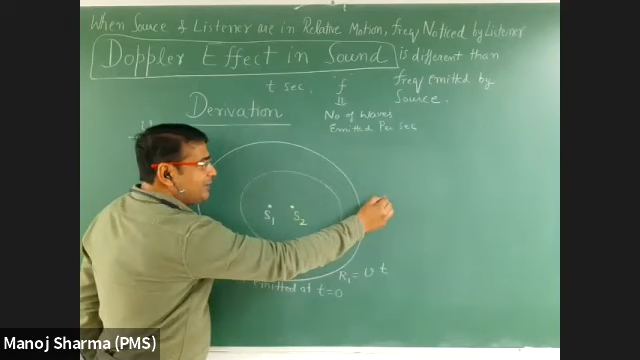 When Source & Listener are in Relative Motion, freq Noticed by Listener
Doppler Effect in Sound is different than
t sec, f freq emitted by
Source.
Derivation
No of Waves
Emitted Per sec
S1 S2
R1 = v t
Emitted at t=0
Manoj Sharma (PMS)